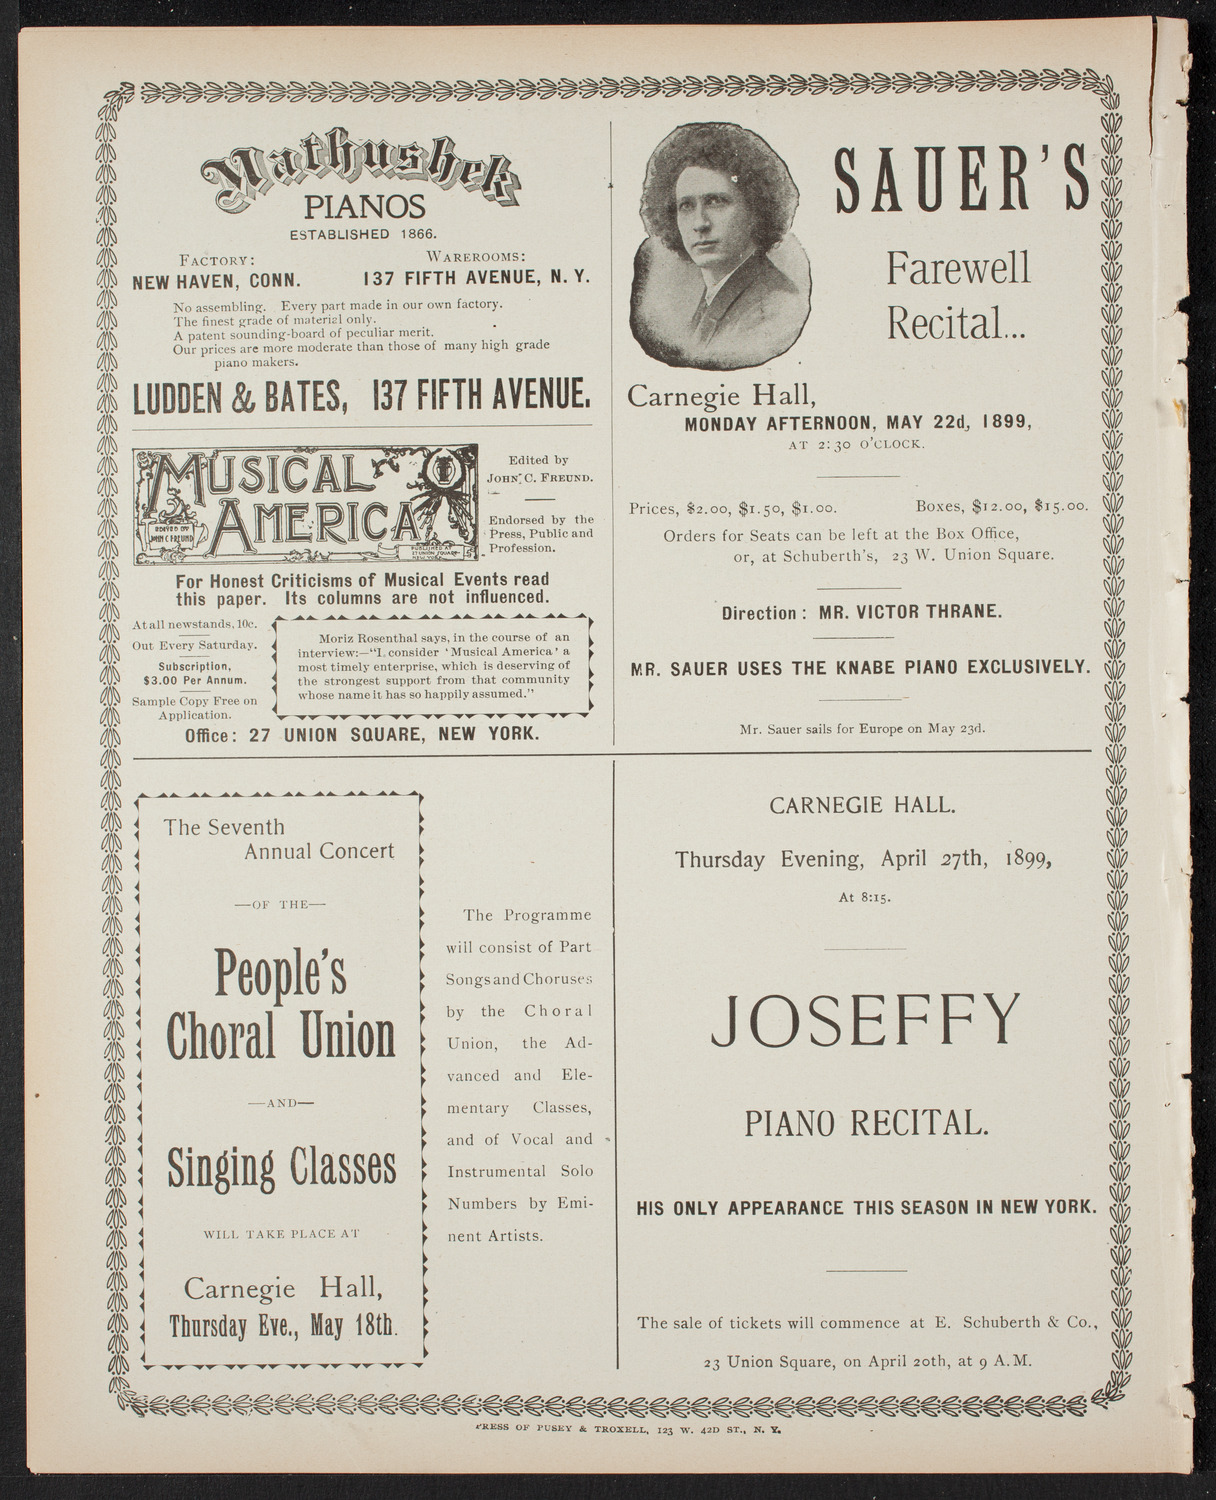 Mathushek
PIANOS
ESTABLISHED 1866.
FACTORY:
NEW HAVEN, CONN.
WAREROOMS:
137 FIFTH AVENUE, N. Y.
No assembling. Every part made in our own factory.
The finest grade of material only.
A patent sounding-board of peculiar merit.
Our prices are more moderate than those of many high grade
piano makers.
LUDDEN & BATES, 137 FIFTH AVENUE.
MUSICAL
AMERICA
EDITED BY
JOHN C FREUND
PUBLISHED AT
27 UNION SQUARE
NEW YORK
Edited by
JOHN C. FREUND.
Endorsed by the
Press, Public and
Profession.
For Honest Criticisms of Musical Events read
this paper. Its columns are not influenced.
At all newstands, 10c.
Out Every Saturday.
Subscription,
$3.00 Per Annum.
Sample Copy Free on
Application.
Moriz Rosenthal says, in the course of an
interview:—“I consider ‘Musical America’ a
most timely enterprise, which is deserving of
the strongest support from that community
whose name it has so happily assumed.”
Office: 27 UNION SQUARE, NEW YORK.
SAUER'S
Farewell
Recital...
Carnegie Hall,
MONDAY AFTERNOON, MAY 22d, 1899,
AT 2:30 O'CLOCK.
Prices, $2.00, $1.50, $1.00. Boxes, $12.00, $15.00.
Orders for Seats can be left at the Box Office,
or, at Schuberth's, 23 W. Union Square.
Direction: MR. VICTOR THRANE.
MR. SAUER USES THE KNABE PIANO EXCLUSIVELY.
Mr. Sauer sails for Europe on May 23d.
The Seventh
Annual Concert
—OF THE—
People's
Choral Union
—AND—
Singing Classes
WILL TAKE PLACE AT
Carnegie Hall,
Thursday Eve., May 18th.
The Programme
will consist of Part
Songs and Choruses
by the Choral
Union, the Ad-
vanced and Ele-
mentary Classes,
and of Vocal and
Instrumental Solo
Numbers by Emi-
nent Artists.
CARNEGIE HALL.
Thursday Evening, April 27th, 1899,
At 8:15.
JOSEFFY
PIANO RECITAL.
HIS ONLY APPEARANCE THIS SEASON IN NEW YORK.
The sale of tickets will commence at E. Schuberth & Co.,
23 Union Square, on April 20th, at 9 A.M.
PRESS OF PUSEY & TROXELL, 123 W. 42D ST., N. Y.